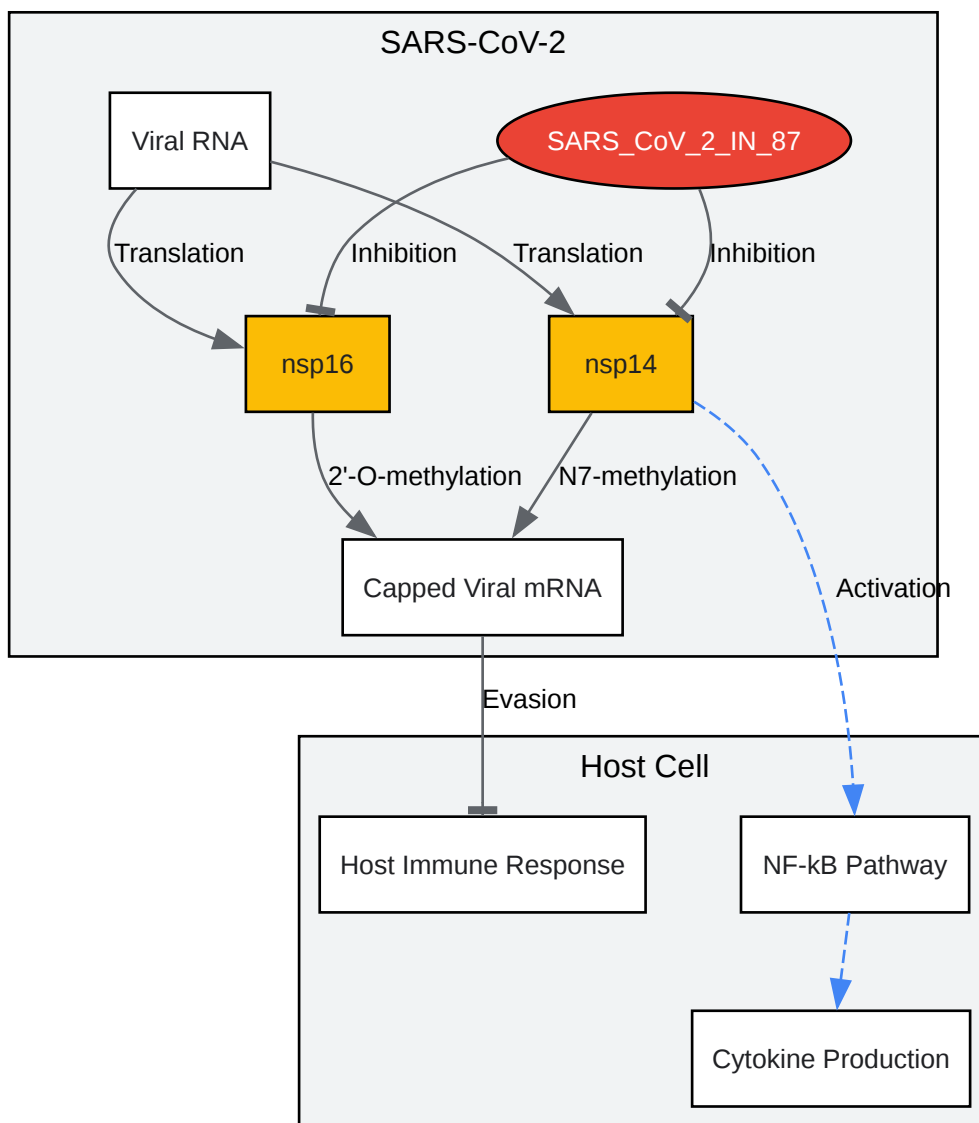 SARS-CoV-2
Viral RNA
SARS_CoV_2_IN_87
Translation
Inhibition
Translation
Inhibition
nsp16
nsp14
2'-O-methylation
N7-methylation
Capped Viral mRNA
Activation
Evasion
Host Cell
Host Immune Response
NF-kB Pathway
Cytokine Production